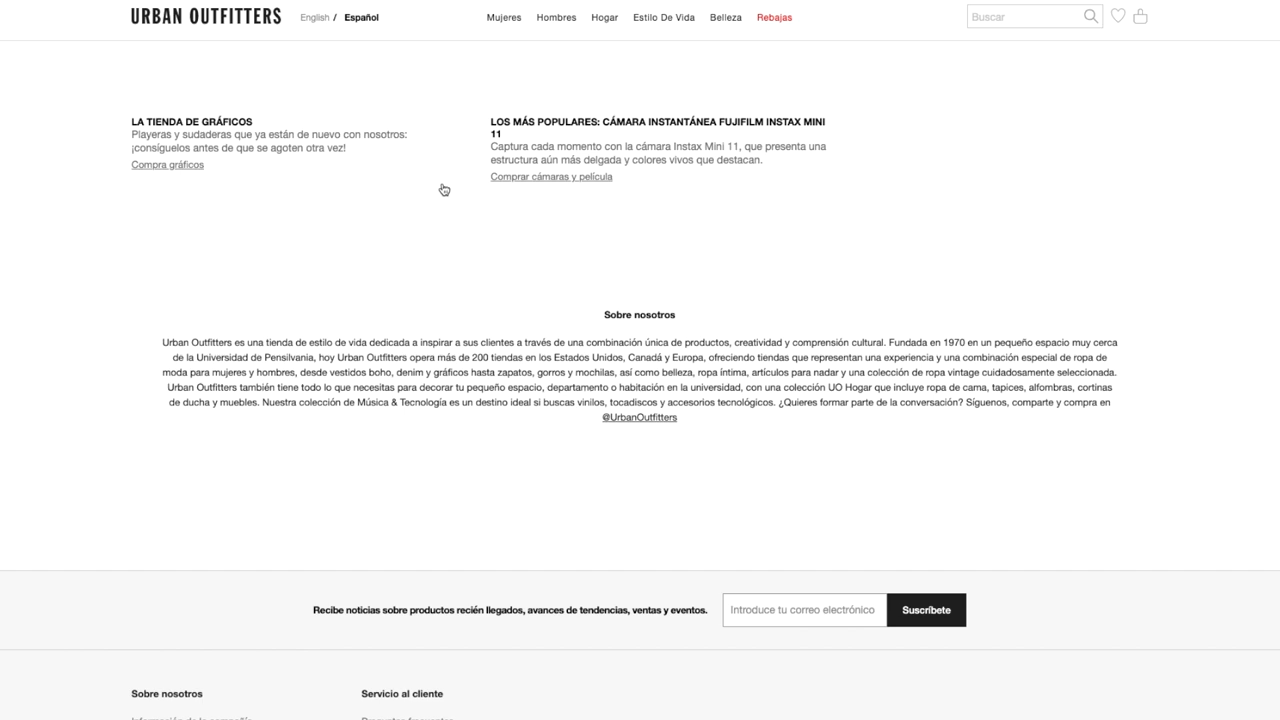 URBAN OUTFITTERS English / Español Mujeres Hombres Hogar Estilo De Vida Belleza Rebajas Buscar
LA TIENDA DE GRÁFICOS
Playeras y sudaderas que ya están de nuevo con nosotros:
¡consíguelos antes de que se agoten otra vez!
Compra gráficos
LOS MÁS POPULARES: CÁMARA INSTANTÁNEA FUJIFILM INSTAX MINI
11
Captura cada momento con la cámara Instax Mini 11, que presenta una
estructura aún más delgada y colores vivos que destacan.
Comprar cámaras y película
Sobre nosotros
Urban Outfitters es una tienda de estilo de vida dedicada a inspirar a sus clientes a través de una combinación única de productos, creatividad y comprensión cultural. Fundada en 1970 en un pequeño espacio muy cerca
de la Universidad de Pensilvania, hoy Urban Outfitters opera más de 200 tiendas en los Estados Unidos, Canadá y Europa, ofreciendo tiendas que representan una experiencia y una combinación especial de ropa de
moda para mujeres y hombres, desde vestidos boho, denim y gráficos hasta zapatos, gorros y mochilas, así como belleza, ropa íntima, artículos para nadar y una colección de ropa vintage cuidadosamente seleccionada.
Urban Outfitters también tiene todo lo que necesitas para decorar tu pequeño espacio, departamento o habitación en la universidad, con una colección UO Hogar que incluye ropa de cama, tapices, alfombras, cortinas
de ducha y muebles. Nuestra colección de Música & Tecnología es un destino ideal si buscas vinilos, tocadiscos y accesorios tecnológicos. ¿Quieres formar parte de la conversación? Síguenos, comparte y compra en
@UrbanOutfitters
Recibe noticias sobre productos recién llegados, avances de tendencias, ventas y eventos. Introduce tu correo electrónico Suscríbete
Sobre nosotros Servicio al cliente